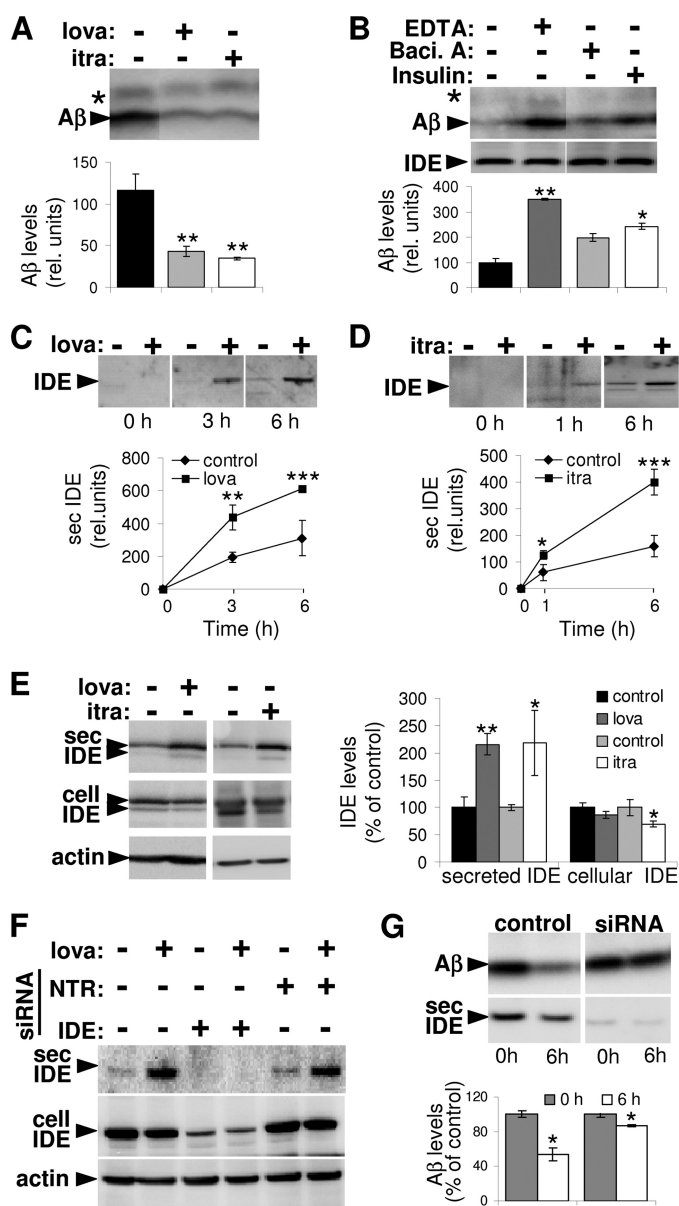 A
lova: - + -
itra: - - +
*
Aβ
150
100
50
0
Aβ levels
(rel. units)
** **
B
EDTA: - + - -
Baci. A: - - + -
Insulin: - - - +
*
Aβ
IDE
400
300
200
100
0
Aβ levels
(rel. units)
** *
C
lova: - + - + - +
IDE
0 h 3 h 6 h
800
600
400
200
0
sec IDE
(rel.units)
control
lova
** ***
0 3 6
Time (h)
D
itra: - + - + - +
IDE
0 h 1 h 6 h
500
400
300
200
100
0
sec IDE
(rel.units)
control
itra
* ***
0 1 6
Time (h)
E
lova: - + - -
itra: - - - +
sec
IDE
cell
IDE
actin
300
250
200
150
100
50
0
IDE levels
(% of control)
control
lova
control
itra
** * *
secreted IDE cellular IDE
F
lova: - + - + - +
siRNA
NTR: - - - - + +
IDE: - - + + - -
sec
IDE
cell
IDE
actin
G
control siRNA
Aβ
sec
IDE
0h 6h 0h 6h
120
80
40
0
Aβ levels
(% of control)
0 h 6 h
* *